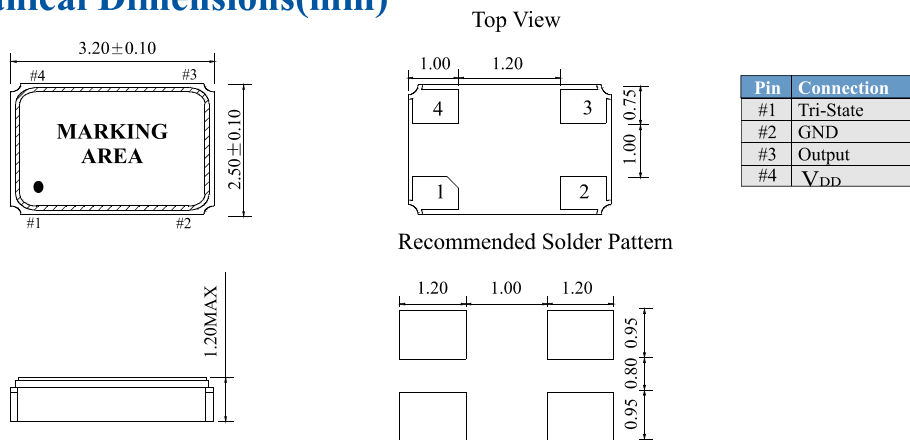 Dimensions(mm)
Top View
3.20±0.10
#4
#3
MARKING
AREA
#1
#2
2.50±0.10
1.00
1.20
4
3
1
2
0.75
1.00
Pin Connection
#1 Tri-State
#2 GND
#3 Output
#4 VDD
Recommended Solder Pattern
1.20MAX
1.20
1.00
1.20
0.95
0.80
0.95